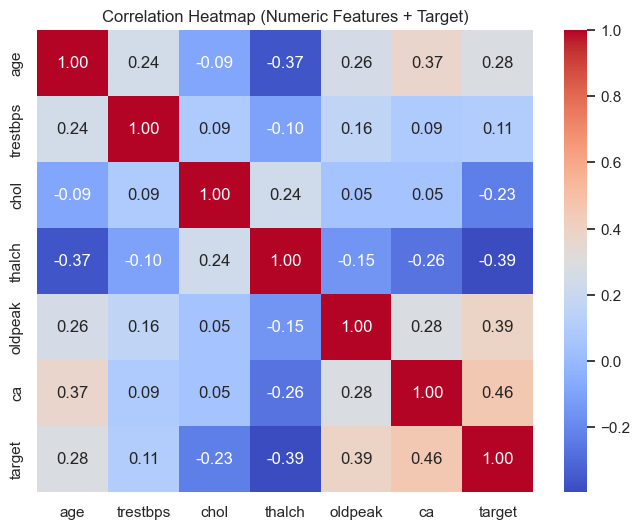 Correlation Heatmap (Numeric Features + Target)
age 1.00 0.24 -0.09 -0.37 0.26 0.37 0.28
trestbps 0.24 1.00 0.09 -0.10 0.16 0.09 0.11
chol -0.09 0.09 1.00 0.24 0.05 0.05 -0.23
thalch -0.37 -0.10 0.24 1.00 -0.15 -0.26 -0.39
oldpeak 0.26 0.16 0.05 -0.15 1.00 0.28 0.39
ca 0.37 0.09 0.05 -0.26 0.28 1.00 0.46
target 0.28 0.11 -0.23 -0.39 0.39 0.46 1.00
age trestbps chol thalch oldpeak ca target
1.0
0.8
0.6
0.4
0.2
0.0
-0.2